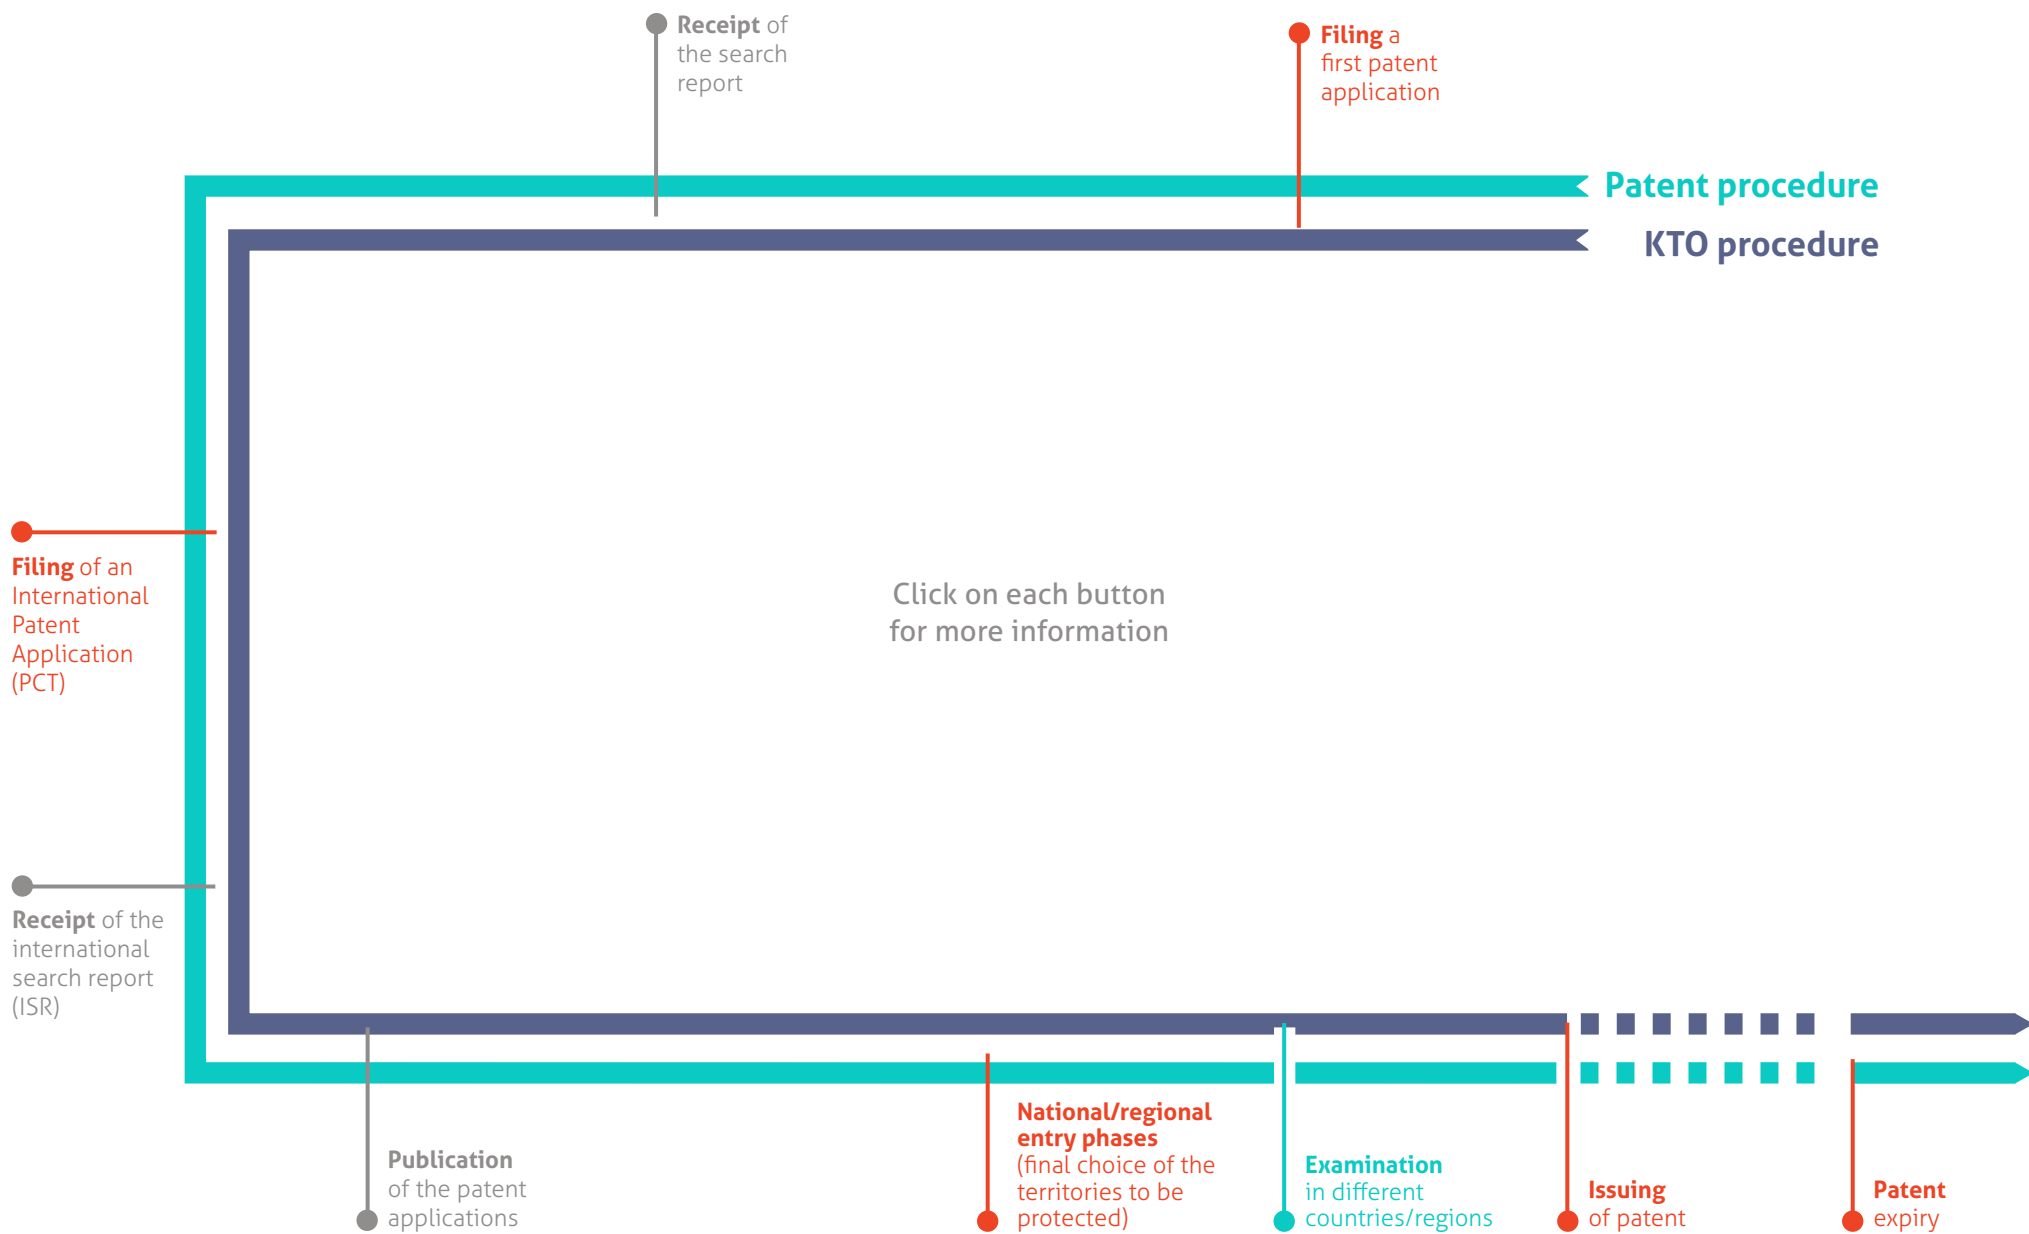 Receipt of
the search
report
Filing a
first patent
application
Patent procedure
KTO procedure
Filing of an
International
Patent
Application
(PCT)
Click on each button
for more information
Receipt of the
international
search report
(ISR)
Publication
of the patent
applications
National/regional
entry phases
(final choice of the
territories to be
protected)
Examination
in different
countries/regions
Issuing
of patent
Patent
expiry